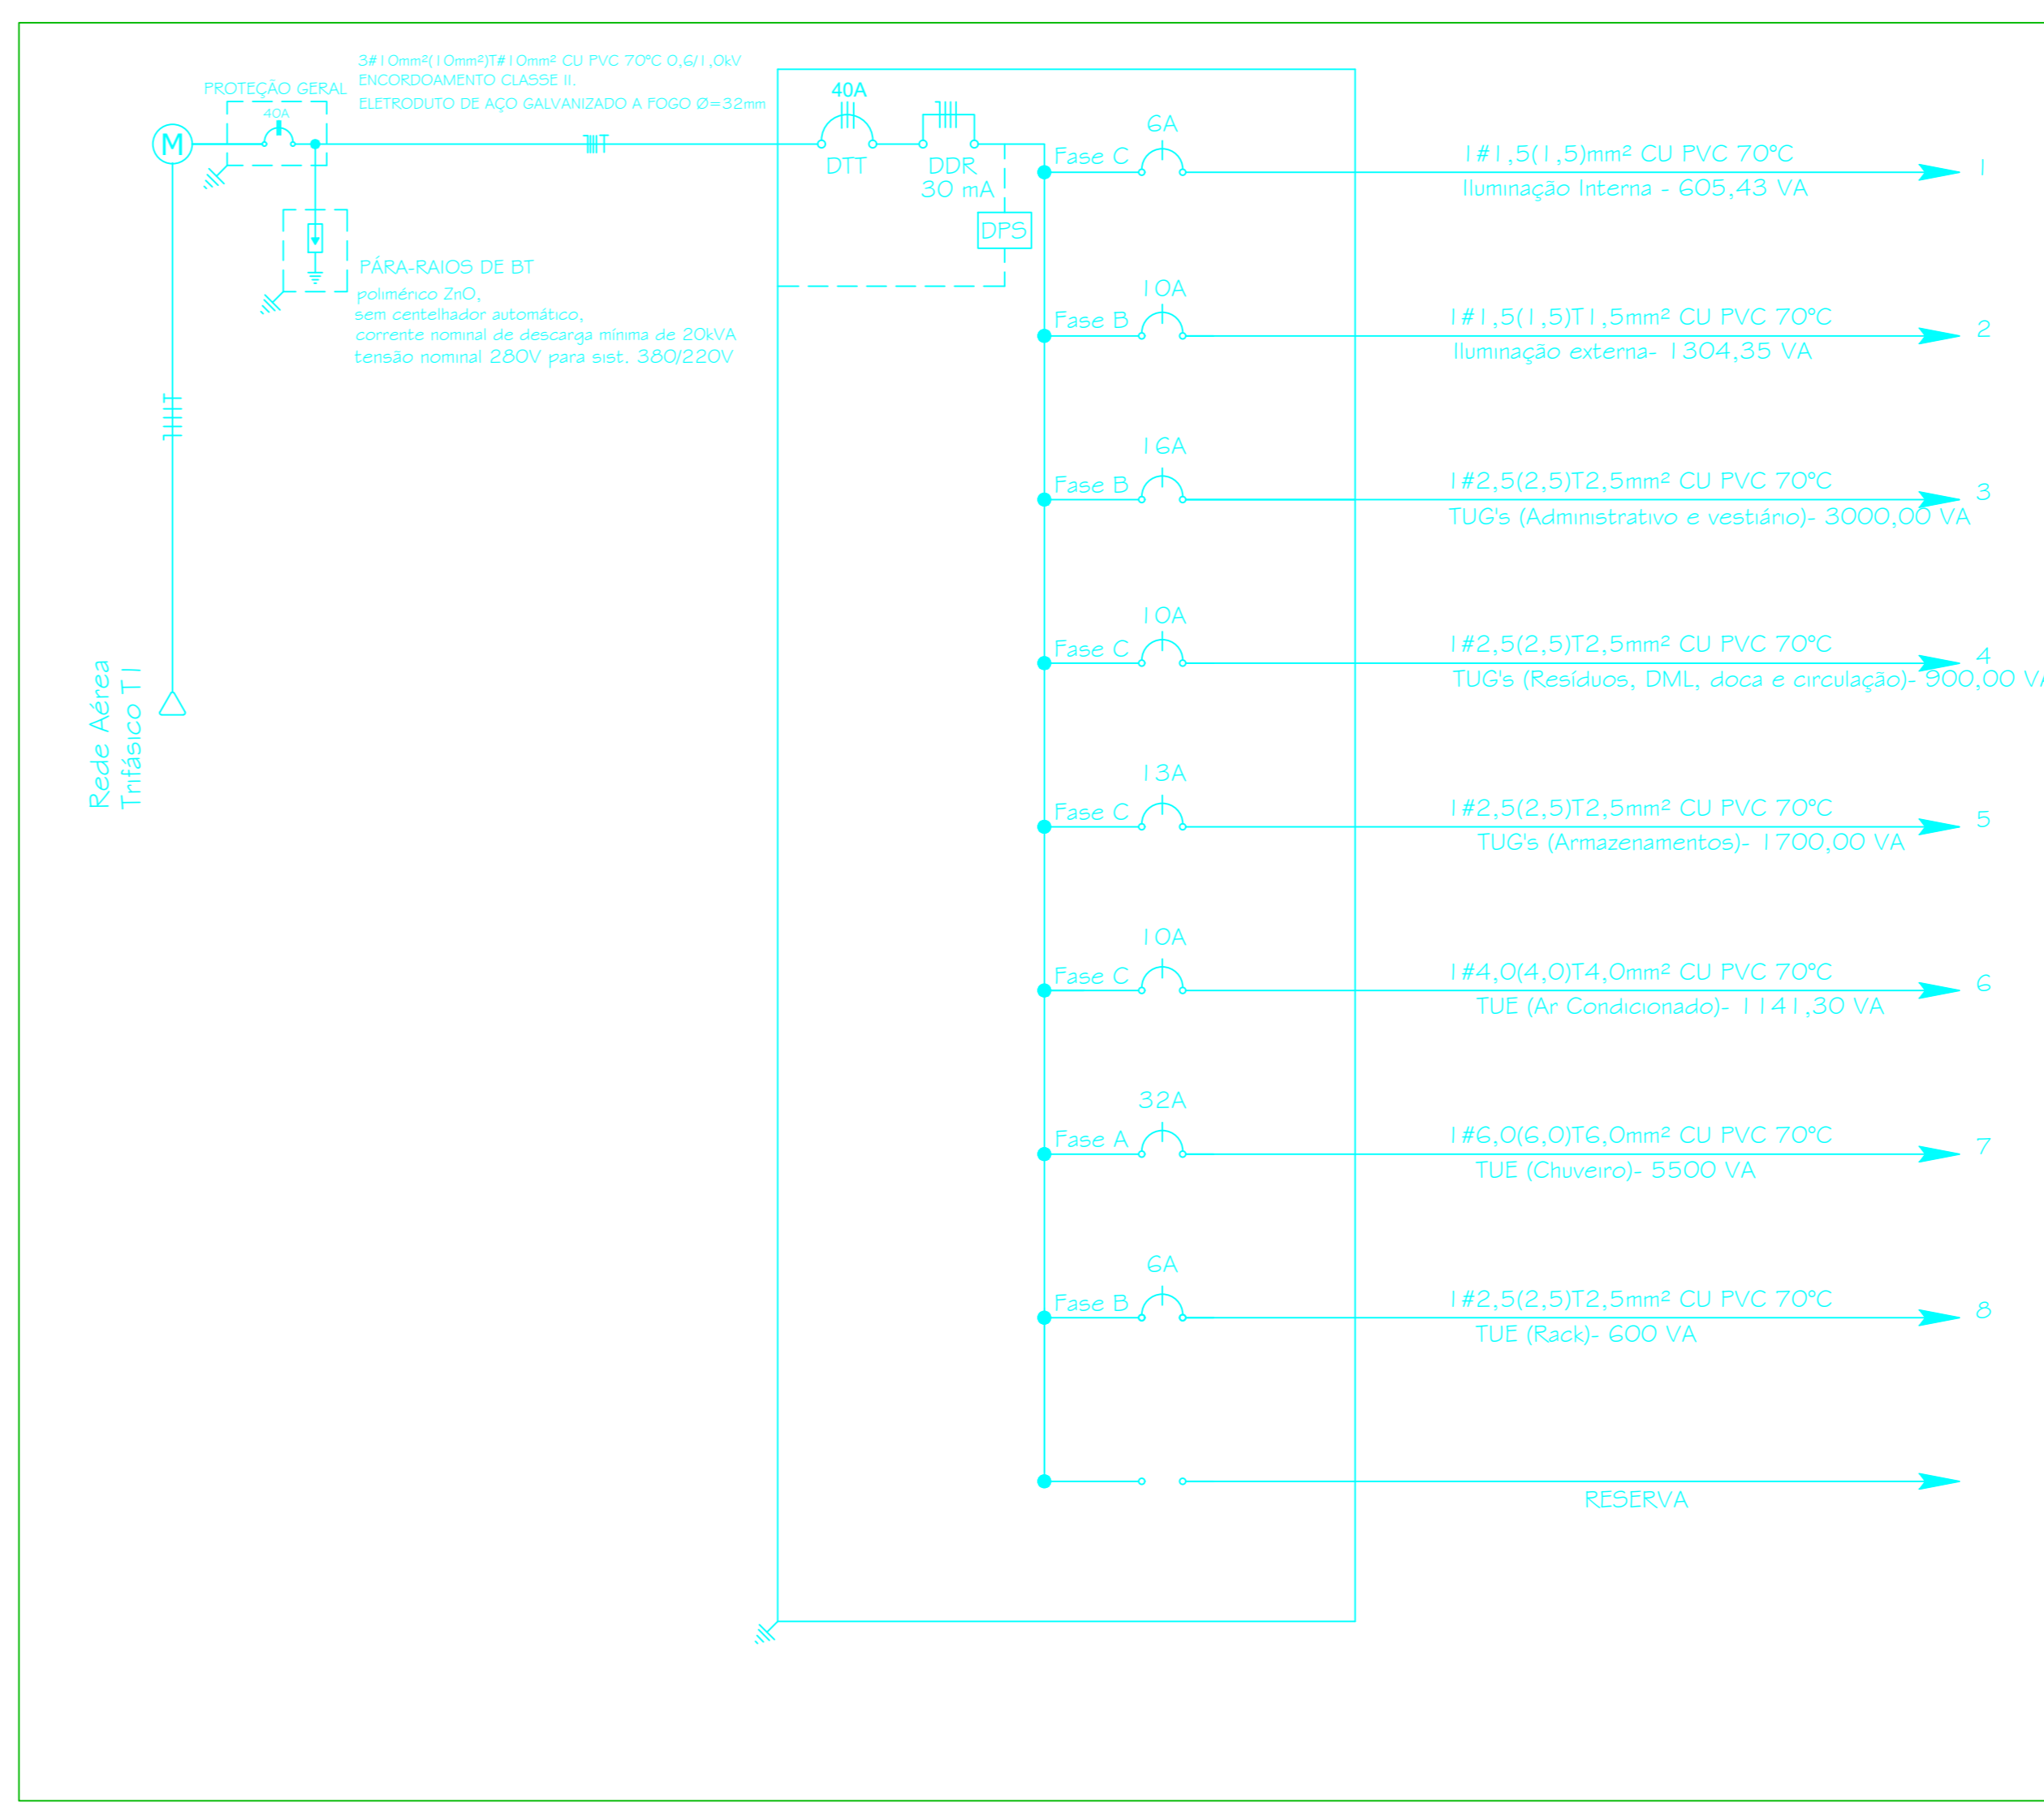 3#10mm²(10mm²)T#10mm² CU PVC 70°C 0,6/1,0kV
ENCORDOAMENTO CLASSE II.
ELETRODUTO DE AÇO GALVANIZADO A FOGO Ø=32mm
PROTEÇÃO GERAL
40A
M
PÁRA-RAIOS DE BT
polimérico ZnO,
sem centelhador automático,
corrente nominal de descarga mínima de 20kVA
tensão nominal 280V para sist. 380/220V
Rede Aérea
Trifásico T1
40A
DTT
DDR
30 mA
DPS
6A
Fase C
1#1,5(1,5)mm² CU PVC 70°C
Iluminação Interna - 605,43 VA
1
10A
Fase B
1#1,5(1,5)T1,5mm² CU PVC 70°C
Iluminação externa- 1304,35 VA
2
16A
Fase B
1#2,5(2,5)T2,5mm² CU PVC 70°C
TUG's (Administrativo e vestiário)- 3000,00 VA
3
10A
Fase C
1#2,5(2,5)T2,5mm² CU PVC 70°C
TUG's (Resíduos, DML, doca e circulação)- 900,00 VA
4
13A
Fase C
1#2,5(2,5)T2,5mm² CU PVC 70°C
TUG's (Armazenamentos)- 1700,00 VA
5
10A
Fase C
1#4,0(4,0)T4,0mm² CU PVC 70°C
TUE (Ar Condicionado)- 1141,30 VA
6
32A
Fase A
1#6,0(6,0)T6,0mm² CU PVC 70°C
TUE (Chuveiro)- 5500 VA
7
6A
Fase B
1#2,5(2,5)T2,5mm² CU PVC 70°C
TUE (Rack)- 600 VA
8
RESERVA